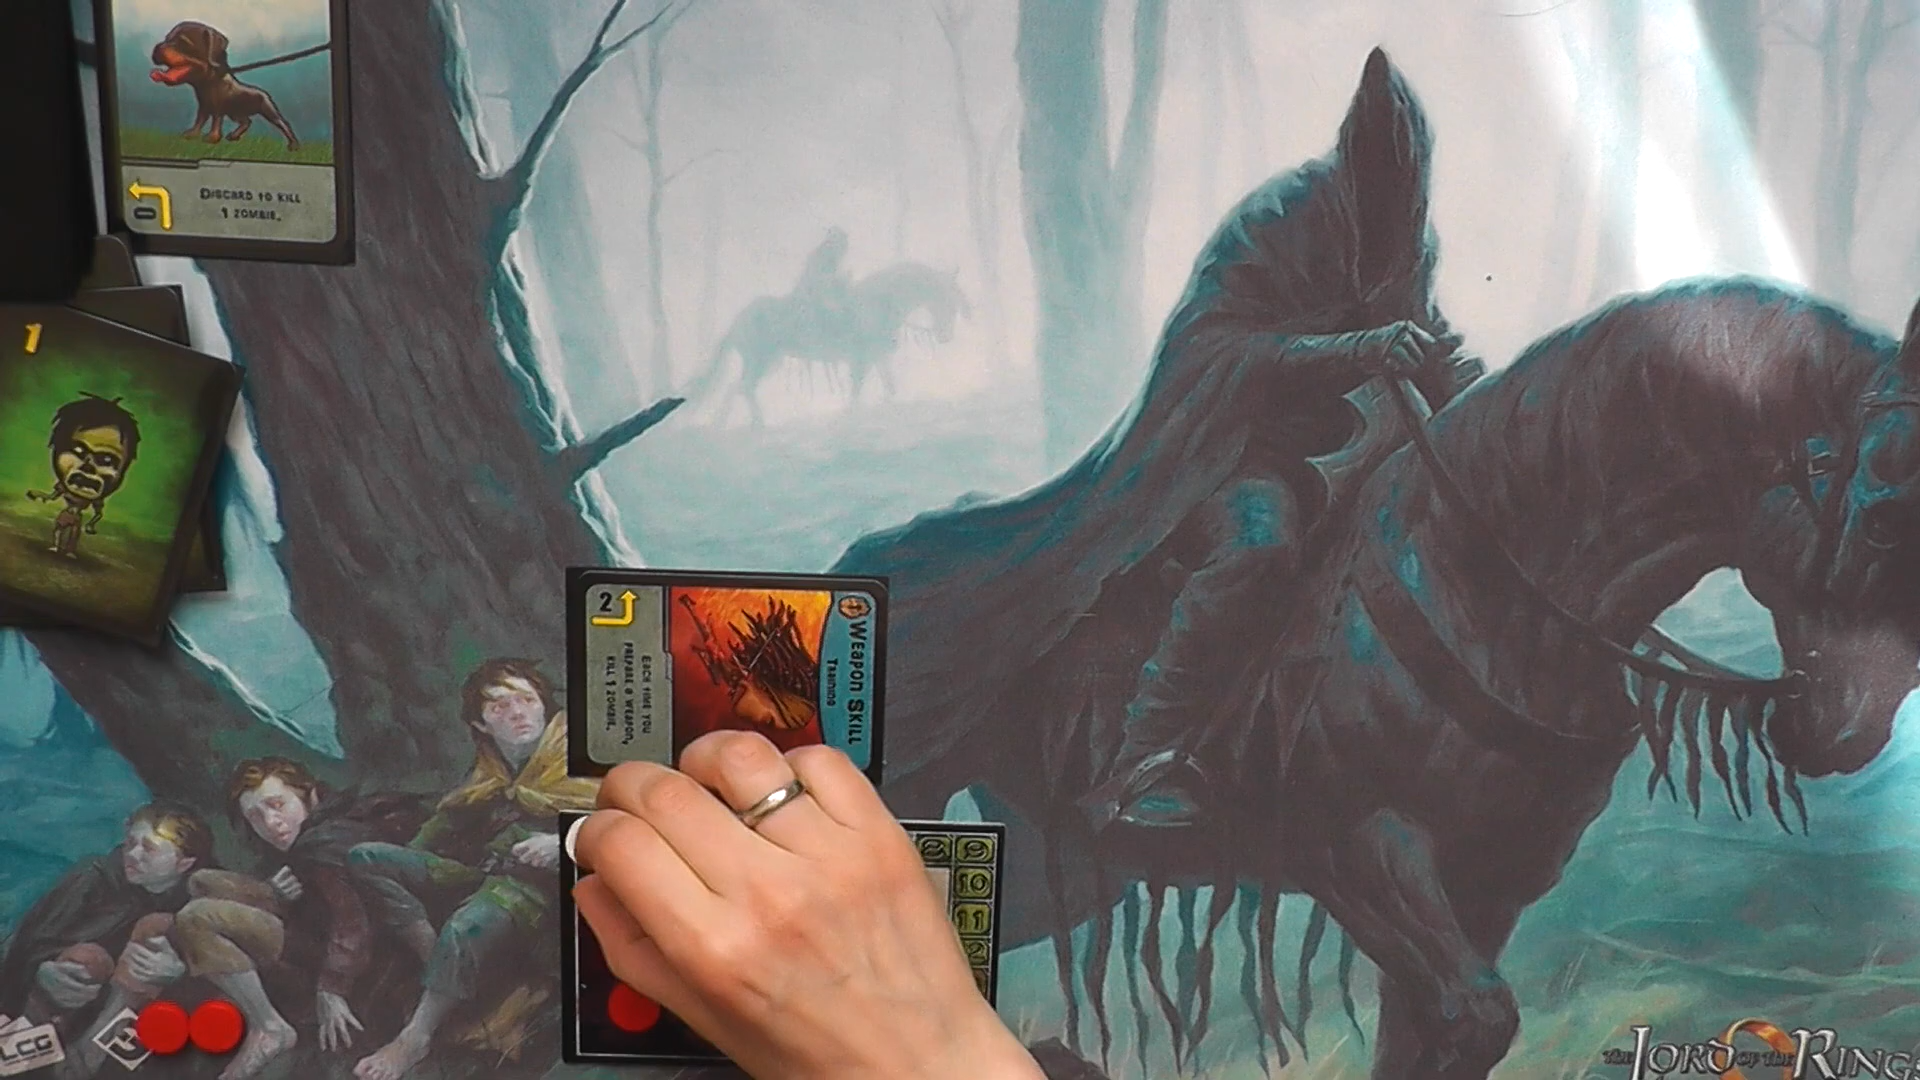 0
DISCARD TO KILL
1 ZOMBIE.
1
2
WEAPON SKILL
TRAINING
EACH TIME YOU
PREPARE A WEAPON,
KILL 1 ZOMBIE.
8 9
10
11
LCG
THE LORD OF THE RINGS